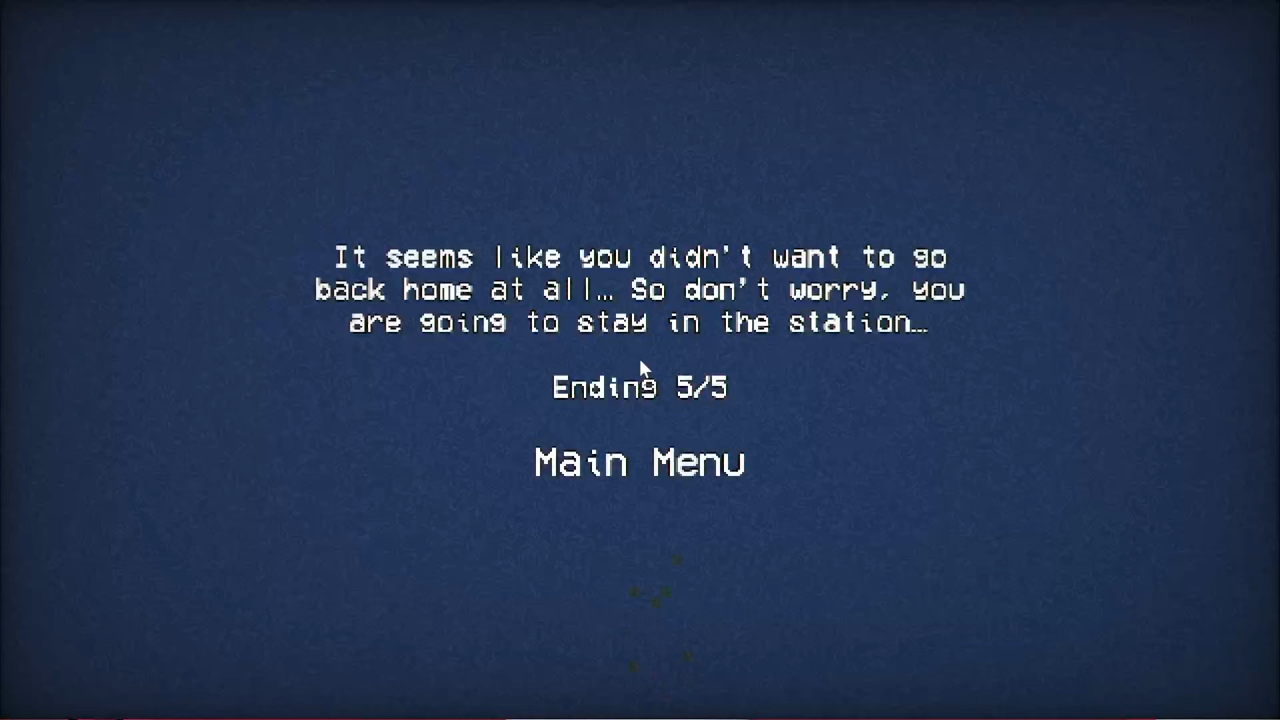 It seems like you didn't want to go
back home at all… So don't worry, you
are going to stay in the station…
Ending 5/5
Main Menu